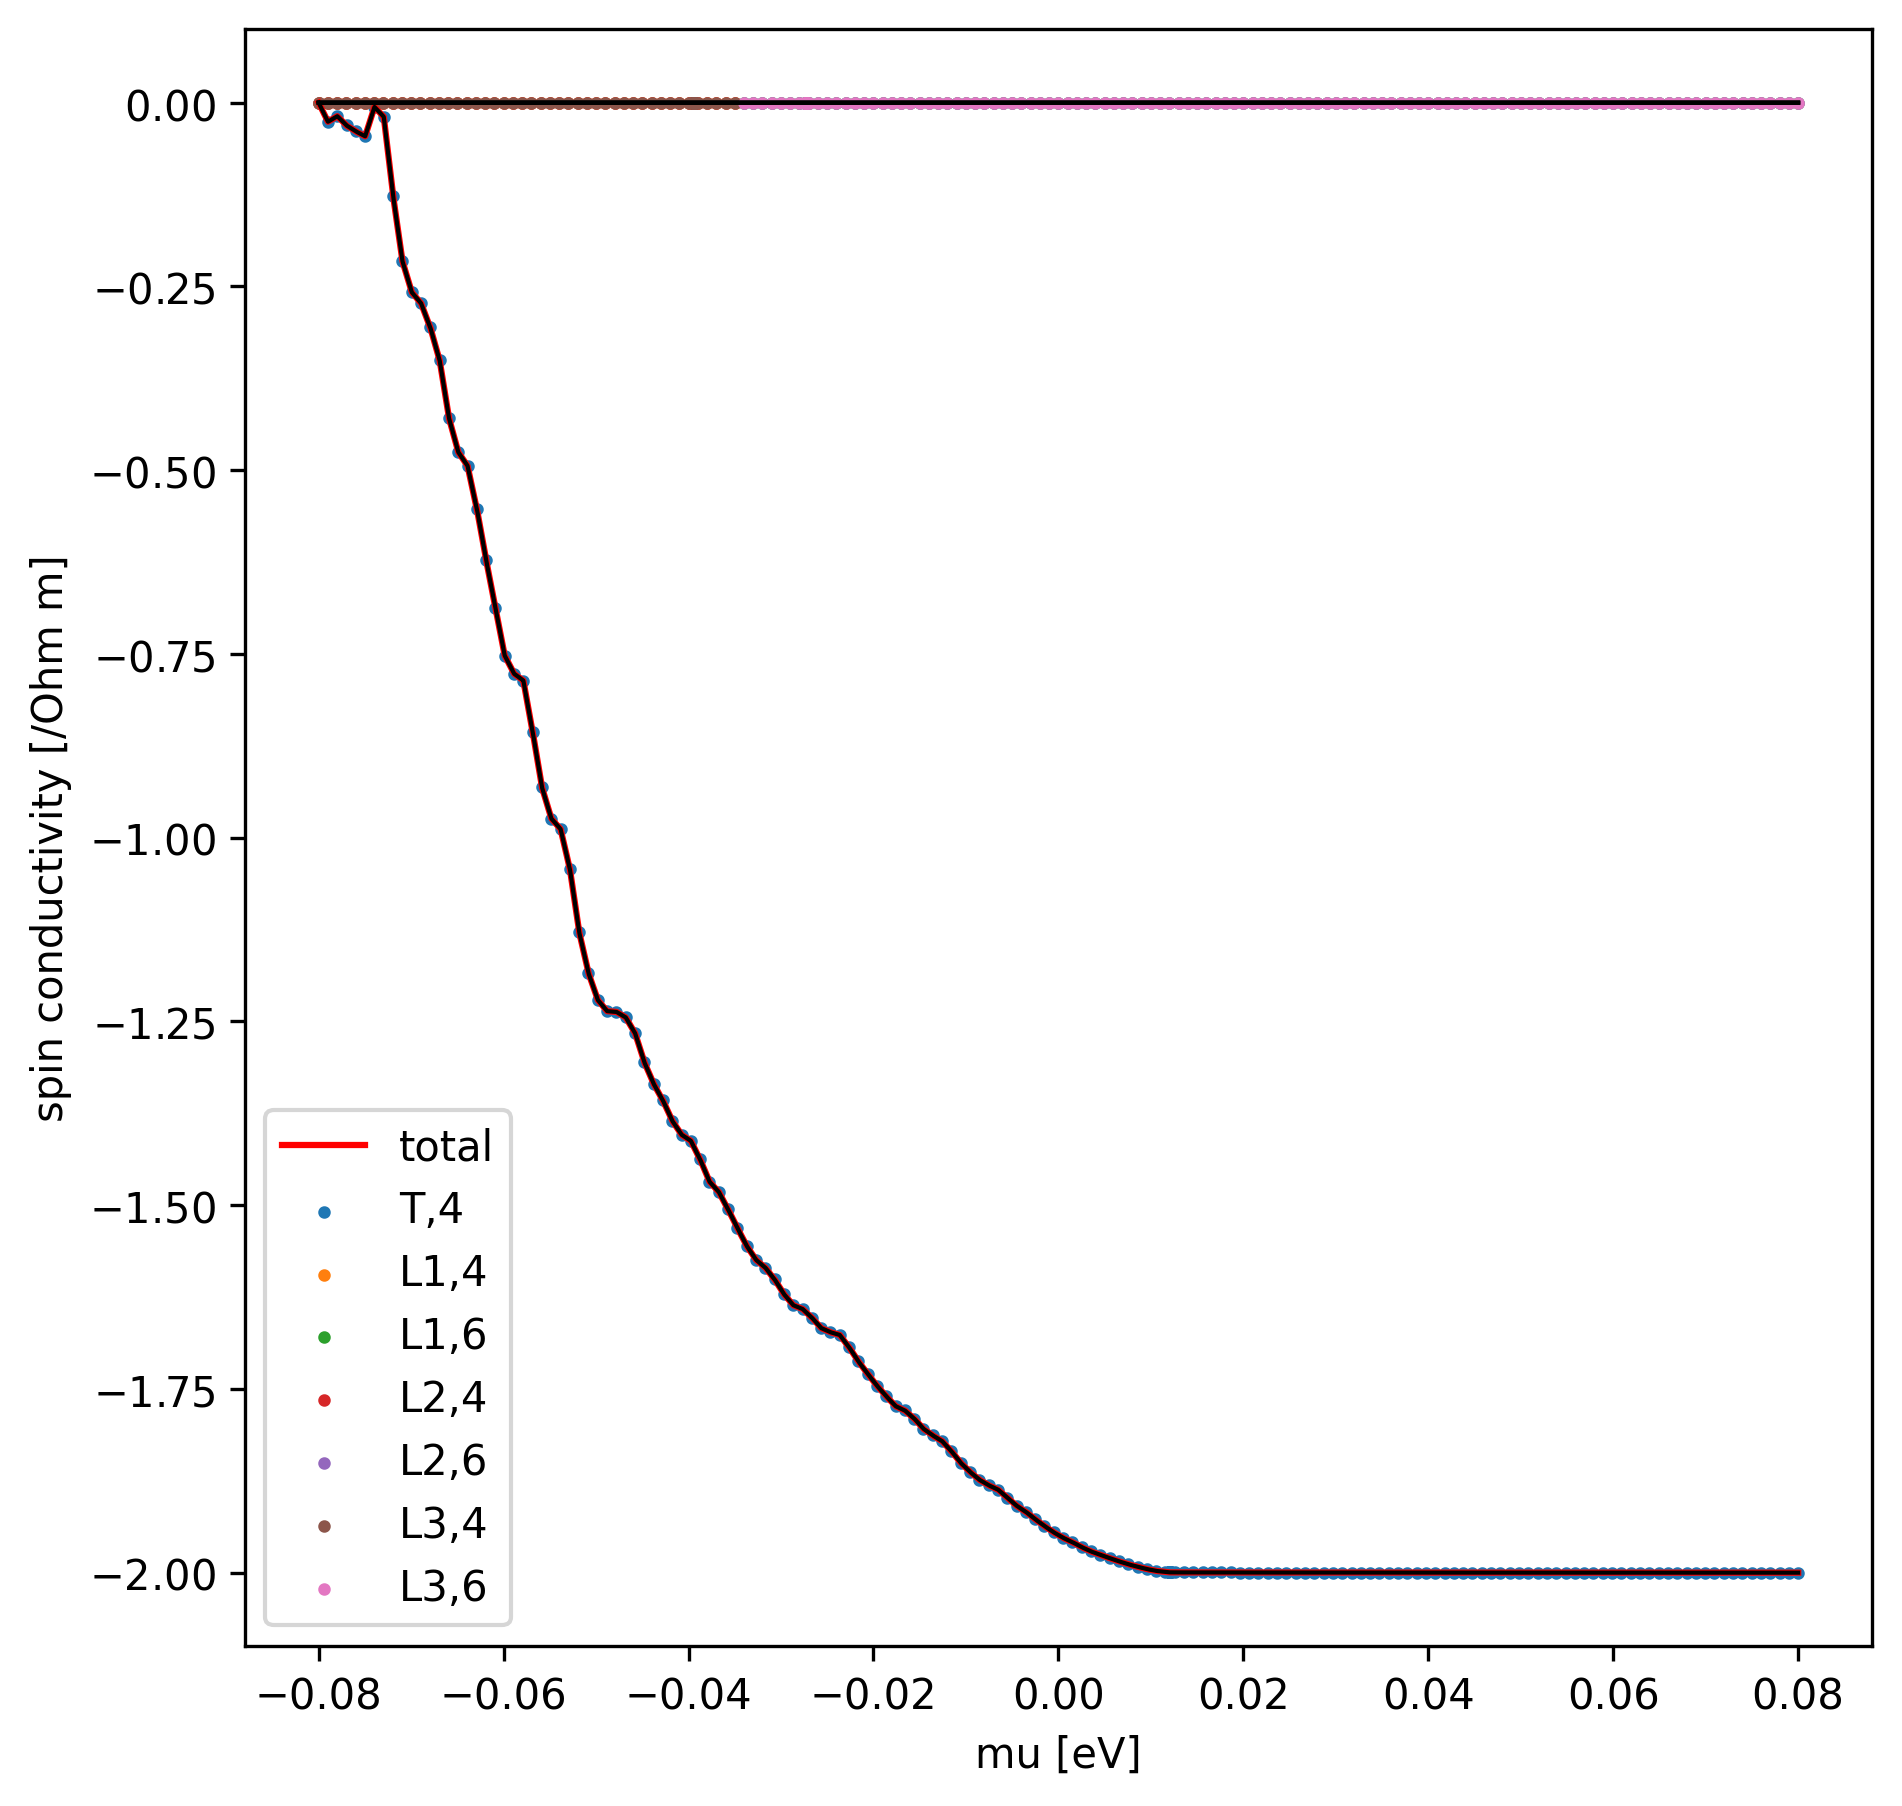 0.00
−0.25
−0.50
−0.75
−1.00
−1.25
−1.50
−1.75
−2.00
spin conductivity [/Ohm m]
total
T,4
L1,4
L1,6
L2,4
L2,6
L3,4
L3,6
−0.08 −0.06 −0.04 −0.02 0.00 0.02 0.04 0.06 0.08
mu [eV]